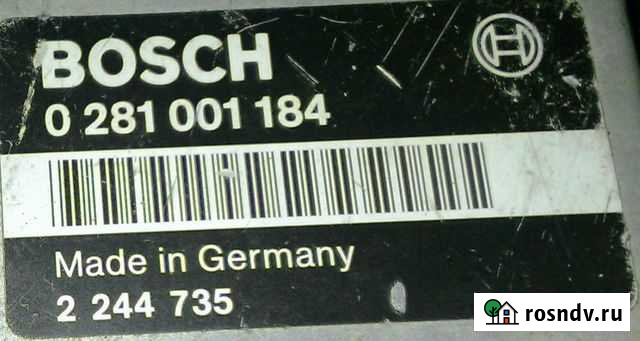 BOSCH
0 281 001 184
Made in Germany
2 244 735
rosndv.ru